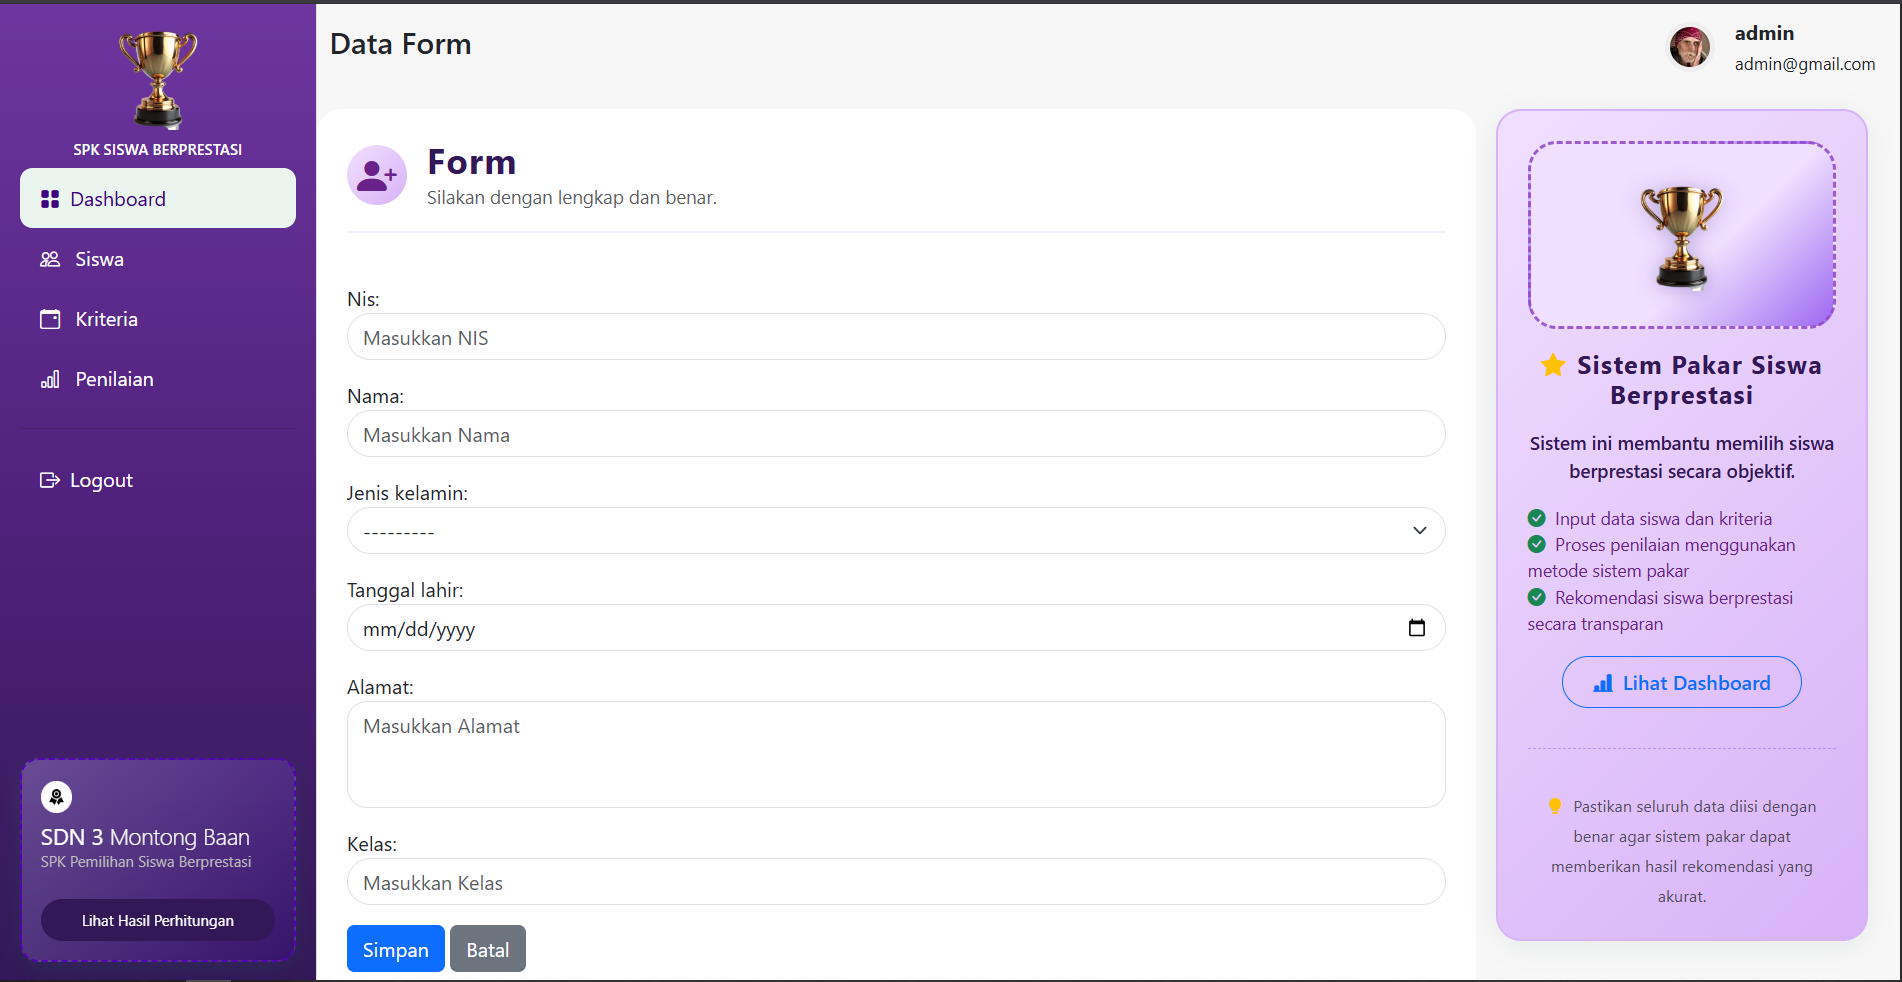 SPK SISWA BERPRESTASI
Dashboard
Siswa
Kriteria
Penilaian
Logout
SDN 3 Montong Baan
SPK Pemilihan Siswa Berprestasi
Lihat Hasil Perhitungan
Data Form
admin
admin@gmail.com
Form
Silakan dengan lengkap dan benar.
Nis:
Masukkan NIS
Nama:
Masukkan Nama
Jenis kelamin:
---------
Tanggal lahir:
mm/dd/yyyy
Alamat:
Masukkan Alamat
Kelas:
Masukkan Kelas
Simpan
Batal
Sistem Pakar Siswa
Berprestasi
Sistem ini membantu memilih siswa
berprestasi secara objektif.
Input data siswa dan kriteria
Proses penilaian menggunakan
metode sistem pakar
Rekomendasi siswa berprestasi
secara transparan
Lihat Dashboard
Pastikan seluruh data diisi dengan
benar agar sistem pakar dapat
memberikan hasil rekomendasi yang
akurat.